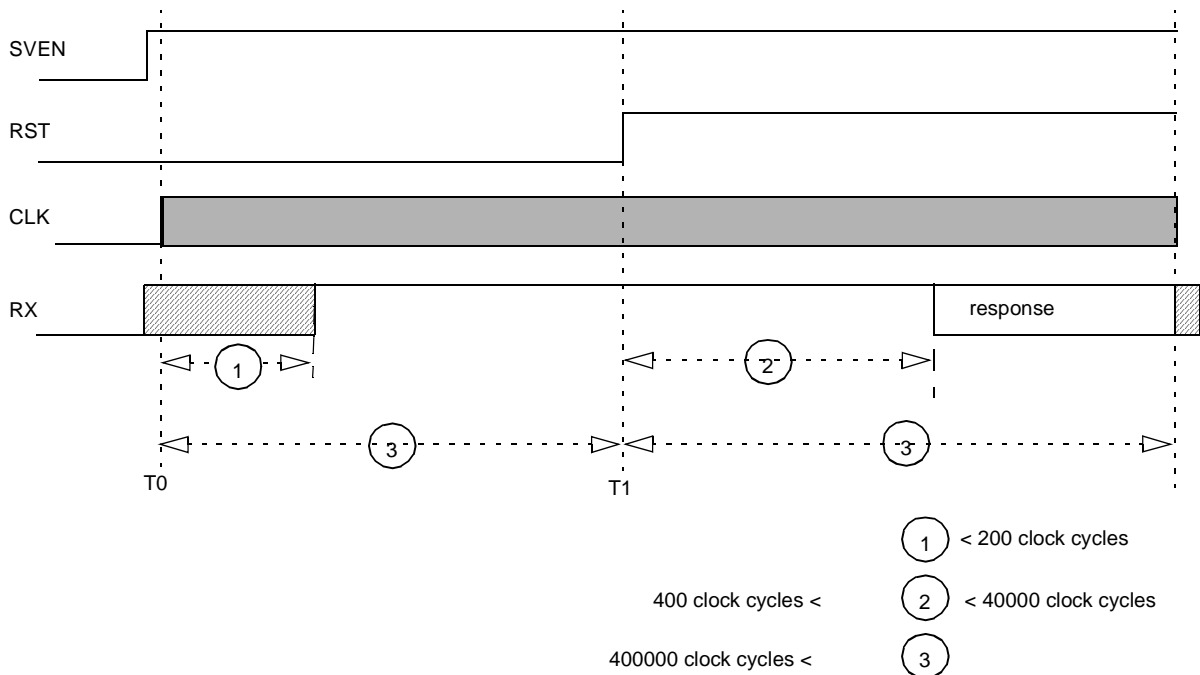 SVEN
RST
CLK
RX
response
1
2
3
3
T0
T1
1 < 200 clock cycles
400 clock cycles < 2 < 40000 clock cycles
400000 clock cycles < 3